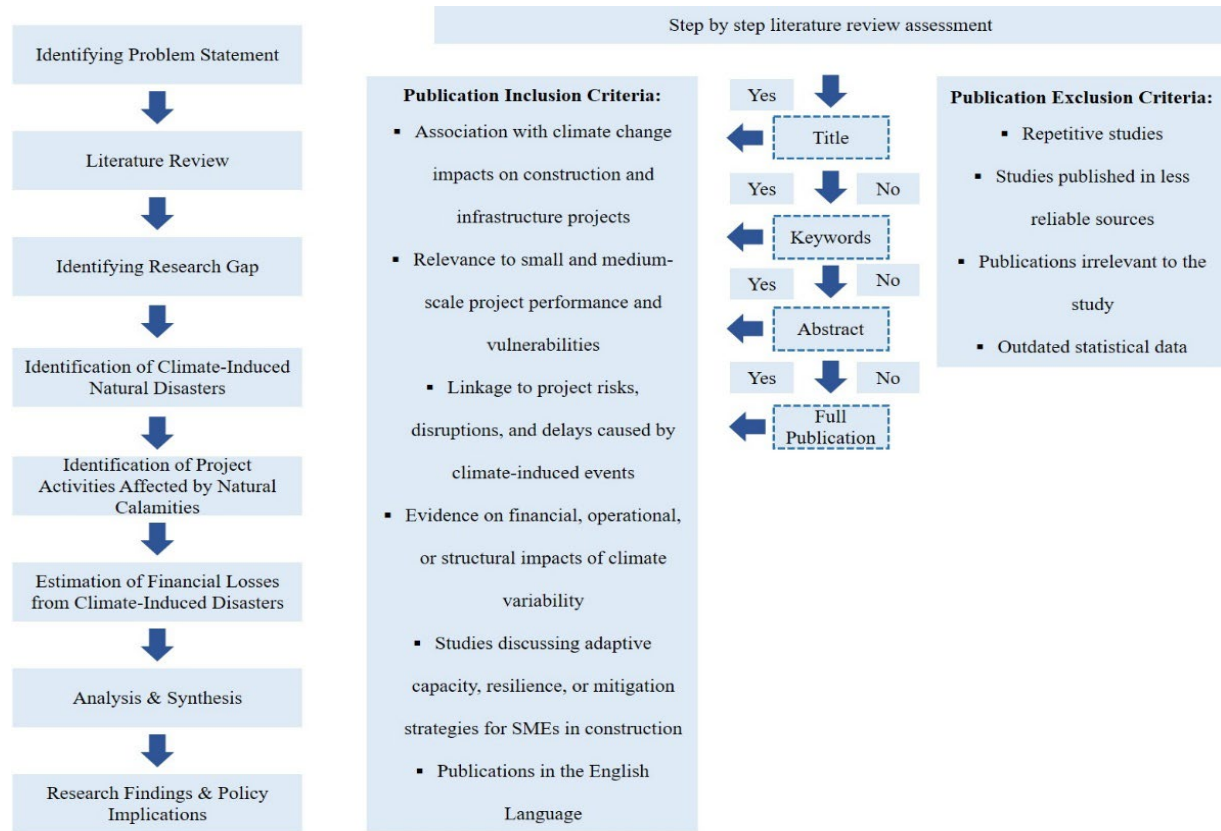 Identifying Problem Statement
Literature Review
Identifying Research Gap
Identification of Climate-Induced
Natural Disasters
Identification of Project
Activities Affected by Natural
Calamities
Estimation of Financial Losses
from Climate-Induced Disasters
Analysis & Synthesis
Research Findings & Policy
Implications
Step by step literature review assessment
Publication Inclusion Criteria:
▪ Association with climate change
impacts on construction and
infrastructure projects
▪ Relevance to small and medium-
scale project performance and
vulnerabilities
▪ Linkage to project risks,
disruptions, and delays caused by
climate-induced events
▪ Evidence on financial, operational,
or structural impacts of climate
variability
▪ Studies discussing adaptive
capacity, resilience, or mitigation
strategies for SMEs in construction
▪ Publications in the English
Language
Yes
Title
Yes No
Keywords
Yes No
Abstract
Yes No
Full
Publication
Publication Exclusion Criteria:
▪ Repetitive studies
▪ Studies published in less
reliable sources
▪ Publications irrelevant to the
study
▪ Outdated statistical data